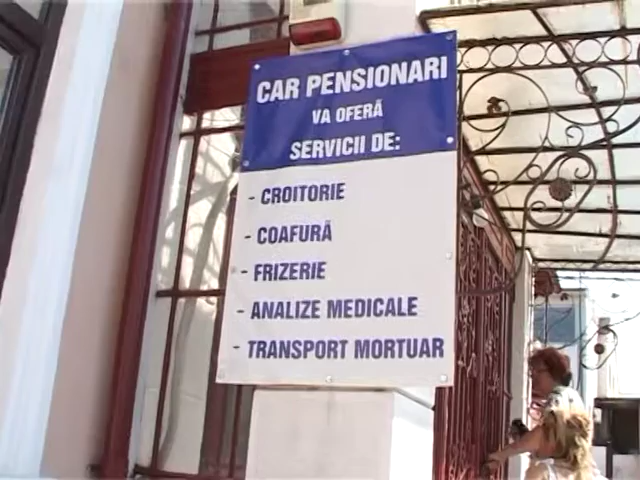 CAR PENSIONARI
VA OFERĂ
SERVICII DE:
- CROITORIE
- COAFURĂ
- FRIZERIE
- ANALIZE MEDICALE
- TRANSPORT MORTUAR